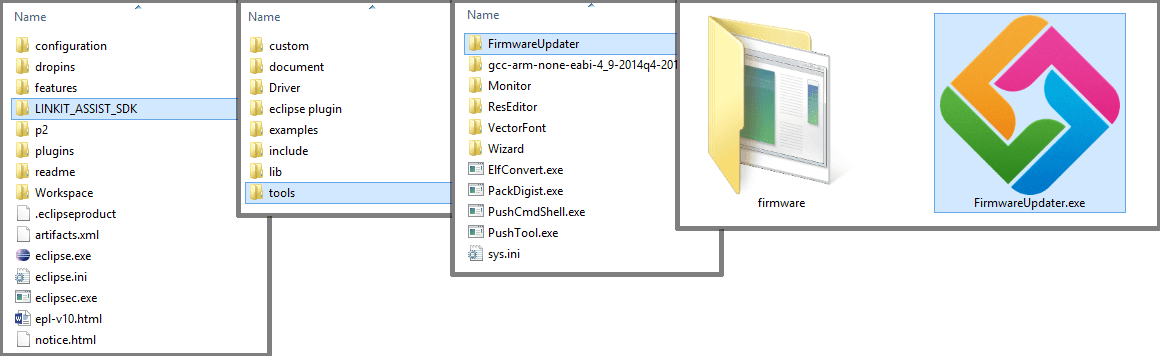 Name
configuration
dropins
features
LINKIT_ASSIST_SDK
p2
plugins
readme
Workspace
.eclipseproduct
artifacts.xml
eclipse.exe
eclipse.ini
eclipsec.exe
epl-v10.html
notice.html
Name
custom
document
Driver
eclipse plugin
examples
include
lib
tools
Name
FirmwareUpdater
gcc-arm-none-eabi-4_9-2014q4-201
Monitor
ResEditor
VectorFont
Wizard
ElfConvert.exe
PackDigist.exe
PushCmdShell.exe
PushTool.exe
sys.ini
firmware
FirmwareUpdater.exe